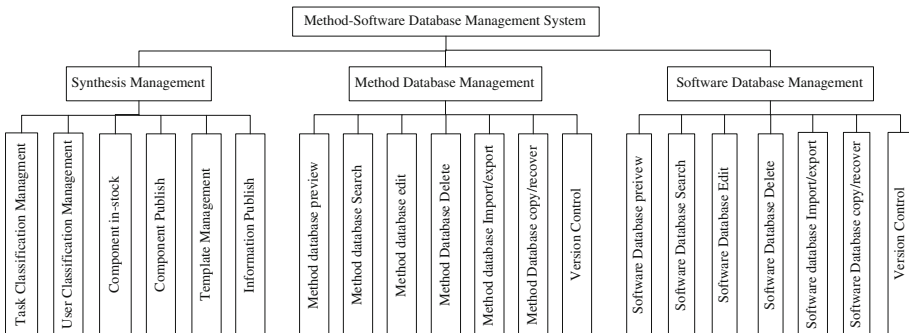 Method-Software Database Management System
Synthesis Management
Method Database Management
Software Database Management
Task Classification Managment
User Classification Management
Component in-stock
Component Publish
Template Management
Information Publish
Method database preview
Method database Search
Method database edit
Method Database Delete
Method database Import/export
Method Database copy/recover
Version Control
Software Database preivew
Software Database Search
Software Database Edit
Software Database Delete
Software database Import/export
Software Database copy/recover
Version Control